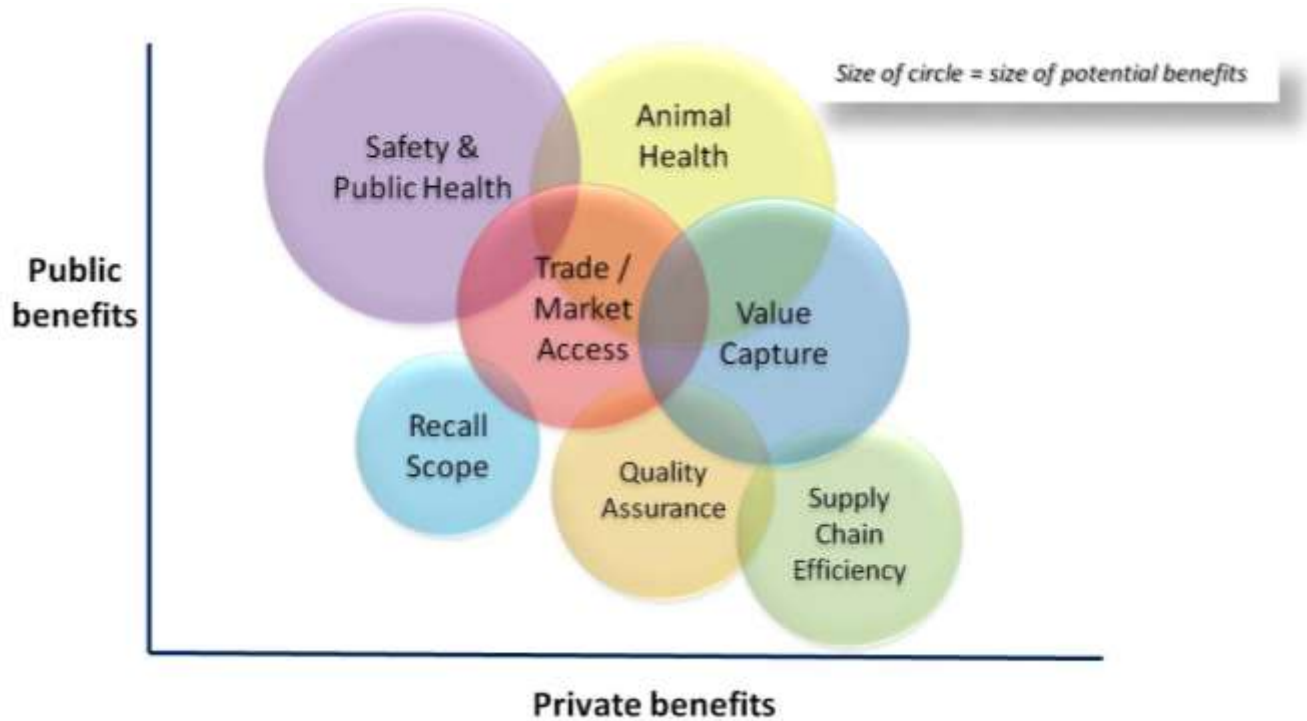 Size of circle = size of potential benefits
Animal
Health
Safety &
Public Health
Public
benefits
Trade /
Market
Access
Value
Capture
Recall
Scope
Quality
Assurance
Supply
Chain
Efficiency
Private benefits